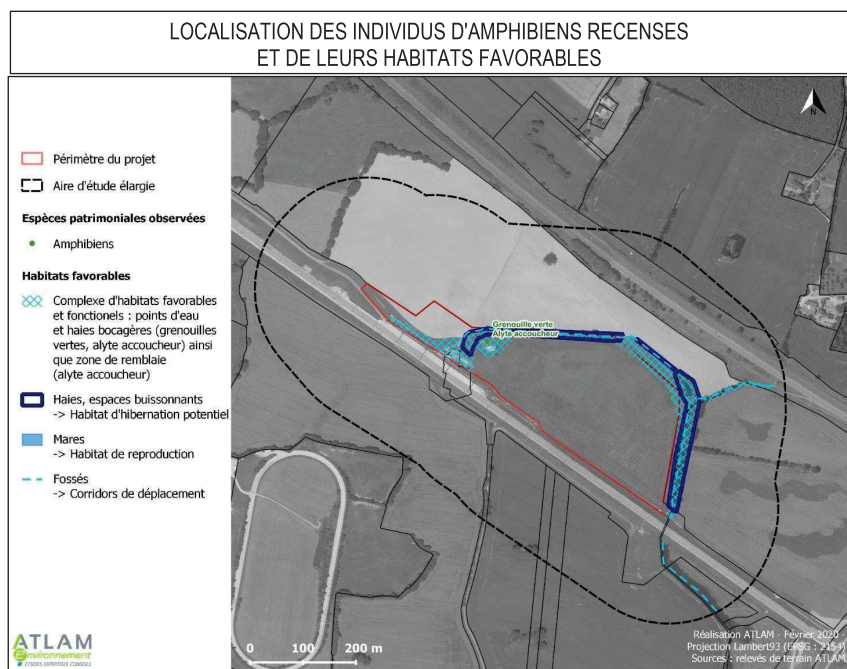 LOCALISATION DES INDIVIDUS D'AMPHIBIENS RECENSES
ET DE LEURS HABITATS FAVORABLES
N
Périmètre du projet
Aire d'étude élargie
Espèces patrimoniales observées
Amphibiens
Habitats favorables
Complexe d'habitats favorables
et fonctionels : points d'eau
et haies bocagères (grenouilles
vertes, alyte accoucheur) ainsi
que zone de remblaie
(alyte accoucheur)
Haies, espaces buissonnants
-> Habitat d'hibernation potentiel
Mares
-> Habitat de reproduction
Fossés
-> Corridors de déplacement
Grenouille verte
Alyte accoucheur
ATLAM
Environnement
ETUDES EXPERTISES CONSEILS
0 100 200 m
Réalisation ATLAM - Février 2020
Projection Lambert93 (EPSG : 2154)
Sources : relevés de terrain ATLAM